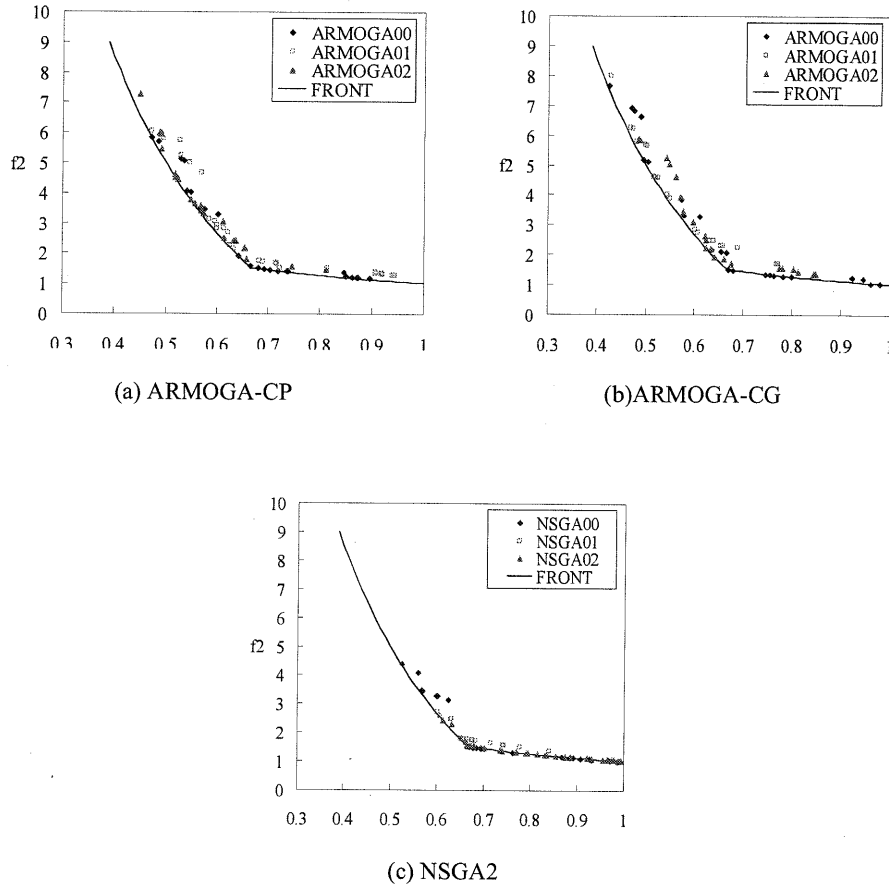 10
9
8
7
6
5
4
3
2
1
0
f2
ARMOGA00
ARMOGA01
ARMOGA02
FRONT
0.3 0.4 0.5 0.6 0.7 0.8 0.9 1
(a) ARMOGA-CP
10
9
8
7
6
5
4
3
2
1
0
f2
ARMOGA00
ARMOGA01
ARMOGA02
FRONT
0.3 0.4 0.5 0.6 0.7 0.8 0.9 1
(b)ARMOGA-CG
10
9
8
7
6
5
4
3
2
1
0
f2
NSGA00
NSGA01
NSGA02
FRONT
0.3 0.4 0.5 0.6 0.7 0.8 0.9 1
(c) NSGA2